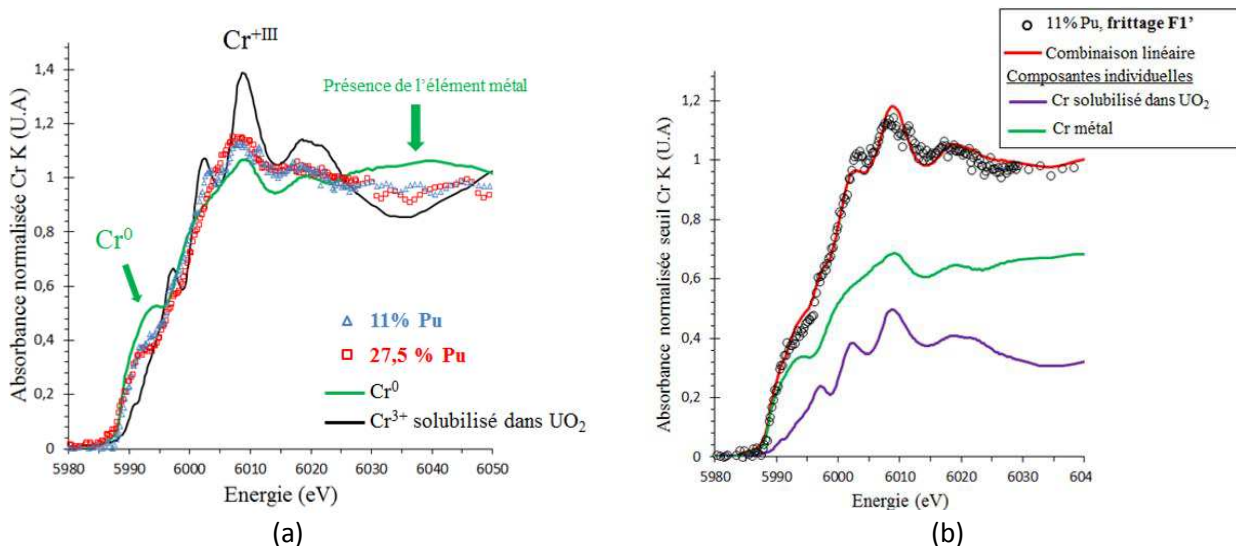 Cr+III
Présence de l'élément métal
Cr0
11% Pu
27,5 % Pu
Cr0
Cr3+ solubilisé dans UO2
Absorbance normalisée Cr K (U.A)
1,4
1,2
1
0,8
0,6
0,4
0,2
0
5980
5990
6000
6010
6020
6030
6040
6050
Energie (eV)
(a)
11% Pu, frittage F1'
Combinaison linéaire
Composantes individuelles
Cr solubilisé dans UO2
Cr métal
Absorbance normalisée seuil Cr K (U.A)
1,2
1
0,8
0,6
0,4
0,2
0
5980
5990
6000
6010
6020
6030
604
Energie (eV)
(b)